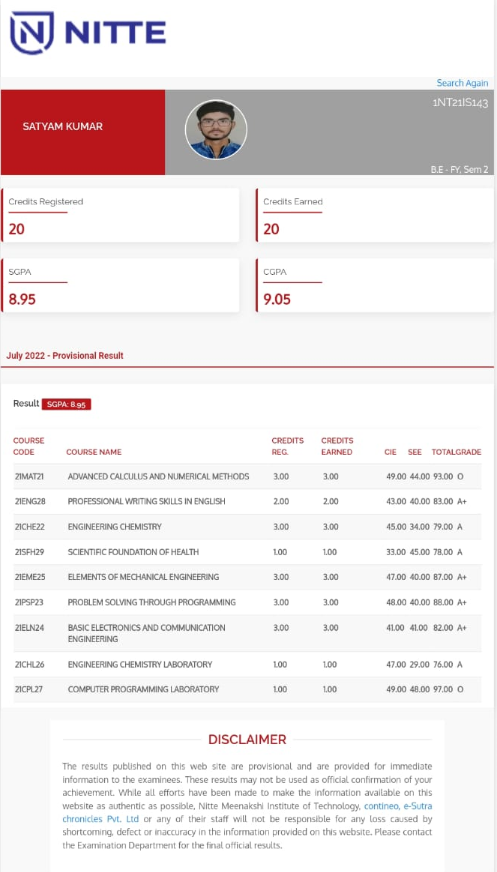 NITTE
Search Again
1NT21IS143
SATYAM KUMAR
B.E - FY, Sem 2
Credits Registered
20
Credits Earned
20
SGPA
8.95
CGPA
9.05
July 2022 - Provisional Result
Result SGPA: 8.95
COURSE CODE COURSE NAME CREDITS REG. CREDITS EARNED CIE SEE TOTALGRADE
21MAT21 ADVANCED CALCULUS AND NUMERICAL METHODS 3.00 3.00 49.00 44.00 93.00 O
21ENG28 PROFESSIONAL WRITING SKILLS IN ENGLISH 2.00 2.00 43.00 40.00 83.00 A+
21CHE22 ENGINEERING CHEMISTRY 3.00 3.00 45.00 34.00 79.00 A
21SFH29 SCIENTIFIC FOUNDATION OF HEALTH 1.00 1.00 33.00 45.00 78.00 A
21EME25 ELEMENTS OF MECHANICAL ENGINEERING 3.00 3.00 47.00 40.00 87.00 A+
21PSP23 PROBLEM SOLVING THROUGH PROGRAMMING 3.00 3.00 48.00 40.00 88.00 A+
21ELN24 BASIC ELECTRONICS AND COMMUNICATION ENGINEERING 3.00 3.00 41.00 41.00 82.00 A+
21CHL26 ENGINEERING CHEMISTRY LABORATORY 1.00 1.00 47.00 29.00 76.00 A
21CPL27 COMPUTER PROGRAMMING LABORATORY 1.00 1.00 49.00 48.00 97.00 O
DISCLAIMER
The results published on this web site are provisional and are provided for immediate
information to the examinees. These results may not be used as official confirmation of your
achievement. While all efforts have been made to make the information available on this
website as authentic as possible, Nitte Meenakshi Institute of Technology, contineo, e-Sutra
chronicles Pvt. Ltd or any of their staff will not be responsible for any loss caused by
shortcoming, defect or inaccuracy in the information provided on this website. Please contact
the Examination Department for the final official results.